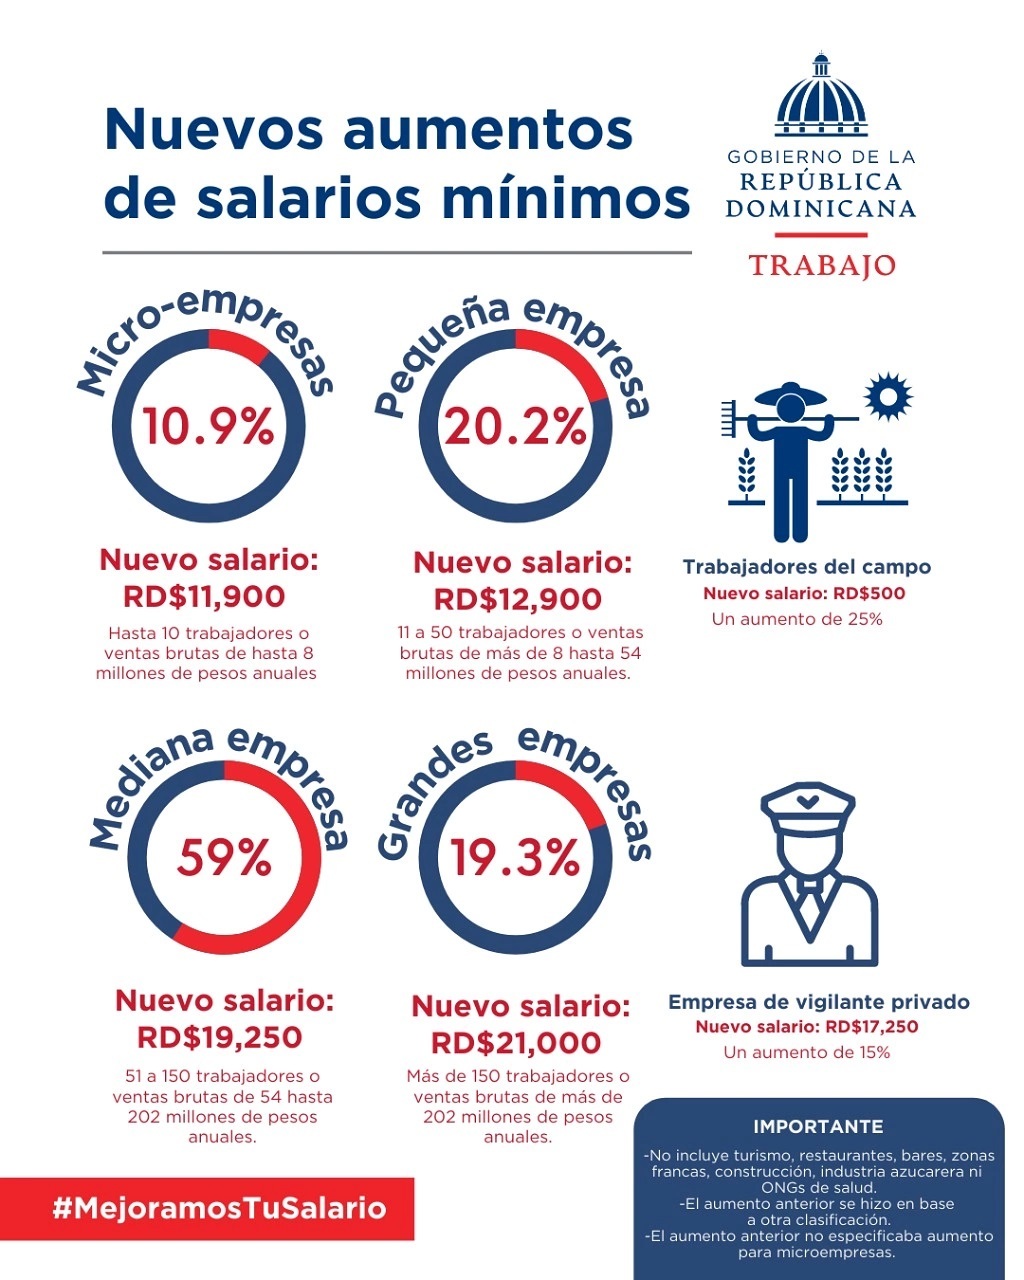 Nuevos aumentos
de salarios mínimos
GOBIERNO DE LA
REPÚBLICA
DOMINICANA
TRABAJO
Micro-empresas
10.9%
Nuevo salario:
RD$11,900
Hasta 10 trabajadores o
ventas brutas de hasta 8
millones de pesos anuales
Pequeña empresa
20.2%
Nuevo salario:
RD$12,900
11 a 50 trabajadores o ventas
brutas de más de 8 hasta 54
millones de pesos anuales.
Trabajadores del campo
Nuevo salario: RD$500
Un aumento de 25%
Mediana empresa
59%
Nuevo salario:
RD$19,250
51 a 150 trabajadores o
ventas brutas de 54 hasta
202 millones de pesos
anuales.
Grandes empresas
19.3%
Nuevo salario:
RD$21,000
Más de 150 trabajadores o
ventas brutas de más de
202 millones de pesos
anuales.
Empresa de vigilante privado
Nuevo salario: RD$17,250
Un aumento de 15%
IMPORTANTE
-No incluye turismo, restaurantes, bares, zonas
francas, construcción, industria azucarera ni
ONGs de salud.
-El aumento anterior se hizo en base
a otra clasificación.
-El aumento anterior no especificaba aumento
para microempresas.
#MejoramosTuSalario